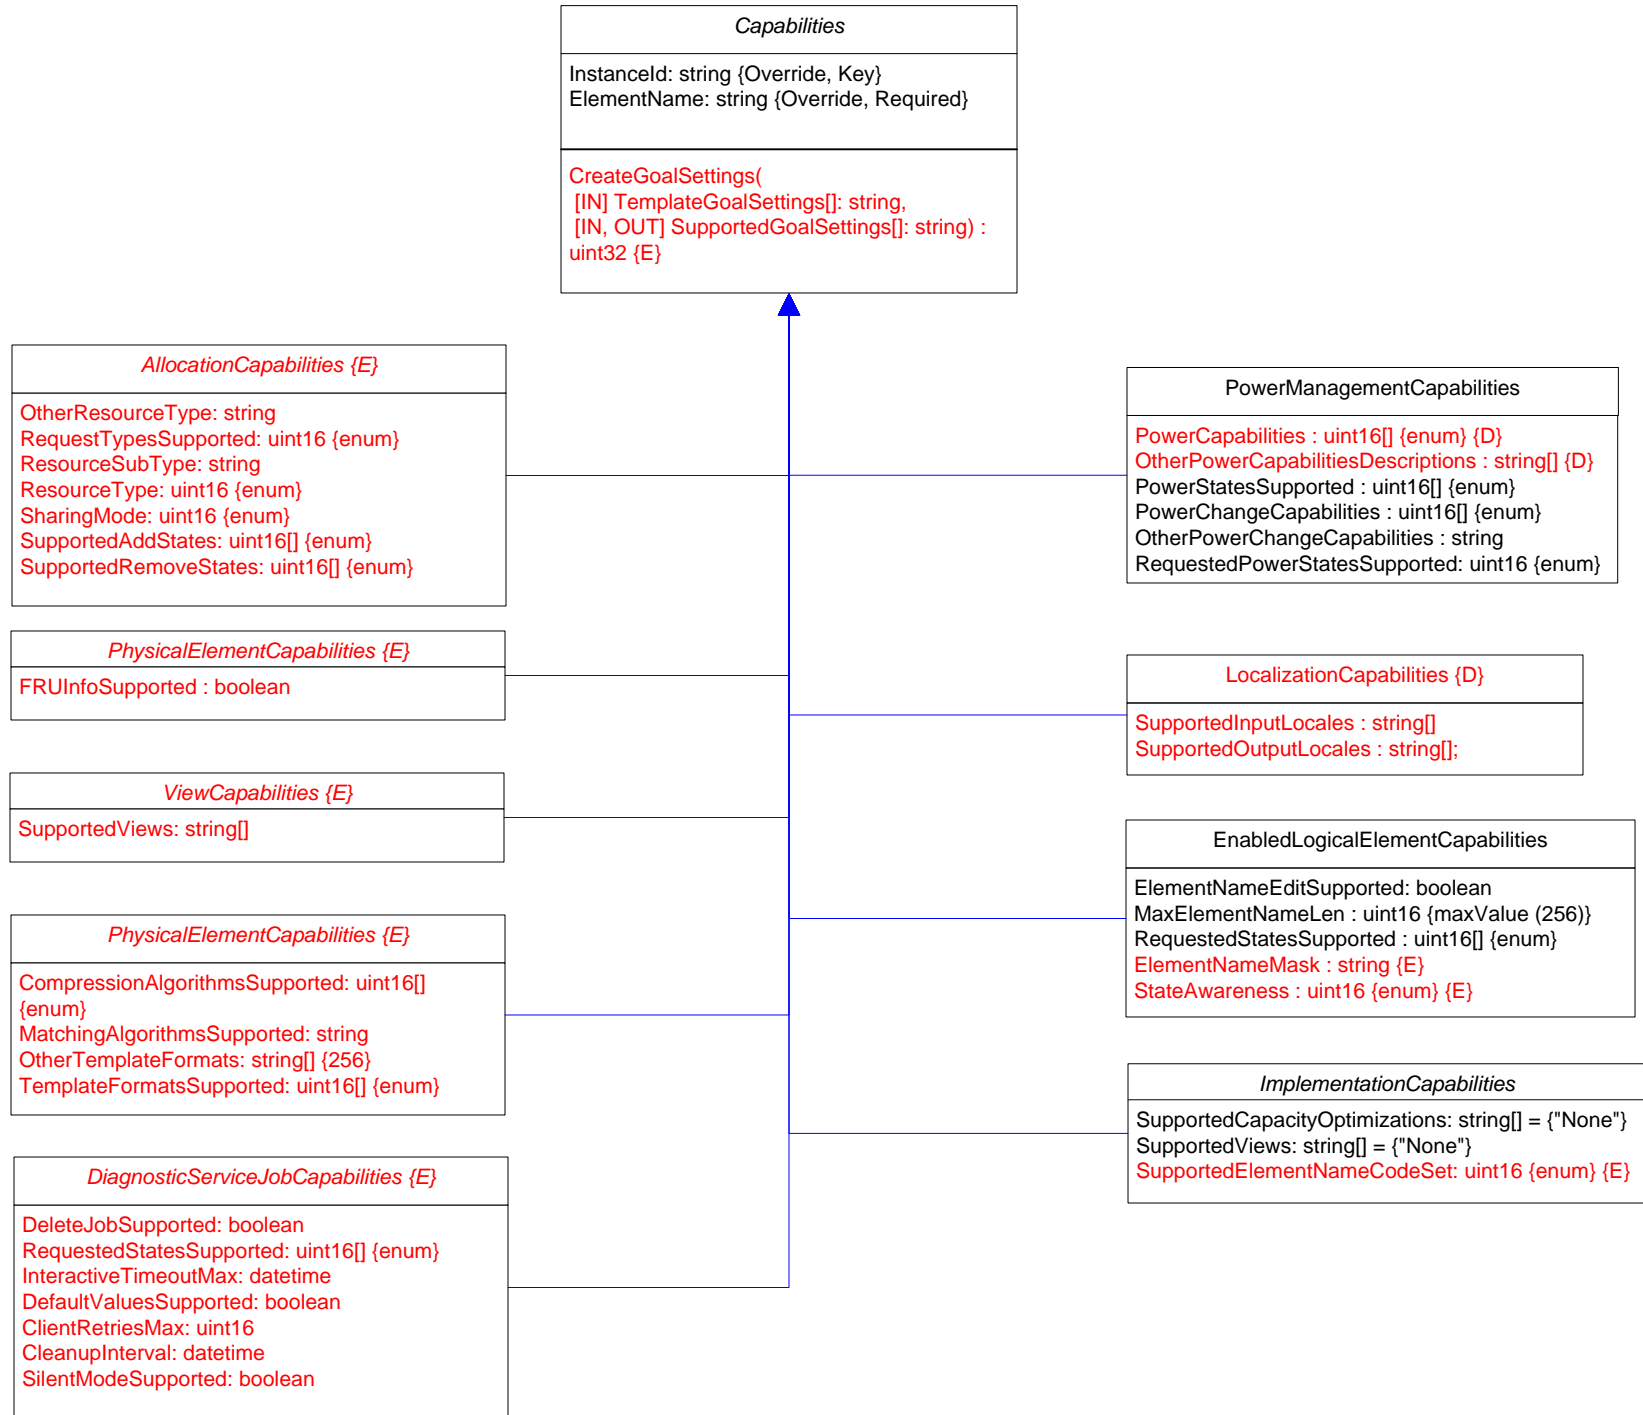 Capabilities
InstanceId: string {Override, Key}
ElementName: string {Override, Required}
CreateGoalSettings(
[IN] TemplateGoalSettings[]: string,
[IN, OUT] SupportedGoalSettings[]: string) :
uint32 {E}
AllocationCapabilities {E}
OtherResourceType: string
RequestTypesSupported: uint16 {enum}
ResourceSubType: string
ResourceType: uint16 {enum}
SharingMode: uint16 {enum}
SupportedAddStates: uint16[] {enum}
SupportedRemoveStates: uint16[] {enum}
PhysicalElementCapabilities {E}
FRUInfoSupported : boolean
ViewCapabilities {E}
SupportedViews: string[]
PhysicalElementCapabilities {E}
CompressionAlgorithmsSupported: uint16[]
{enum}
MatchingAlgorithmsSupported: string
OtherTemplateFormats: string[] {256}
TemplateFormatsSupported: uint16[] {enum}
DiagnosticServiceJobCapabilities {E}
DeleteJobSupported: boolean
RequestedStatesSupported: uint16[] {enum}
InteractiveTimeoutMax: datetime
DefaultValuesSupported: boolean
ClientRetriesMax: uint16
CleanupInterval: datetime
SilentModeSupported: boolean
PowerManagementCapabilities
PowerCapabilities : uint16[] {enum} {D}
OtherPowerCapabilitiesDescriptions : string[] {D}
PowerStatesSupported : uint16[] {enum}
PowerChangeCapabilities : uint16[] {enum}
OtherPowerChangeCapabilities : string
RequestedPowerStatesSupported: uint16 {enum}
LocalizationCapabilities {D}
SupportedInputLocales : string[]
SupportedOutputLocales : string[];
EnabledLogicalElementCapabilities
ElementNameEditSupported: boolean
MaxElementNameLen : uint16 {maxValue (256)}
RequestedStatesSupported : uint16[] {enum}
ElementNameMask : string {E}
StateAwareness : uint16 {enum} {E}
ImplementationCapabilities
SupportedCapacityOptimizations: string[] = {"None"}
SupportedViews: string[] = {"None"}
SupportedElementNameCodeSet: uint16 {enum} {E}